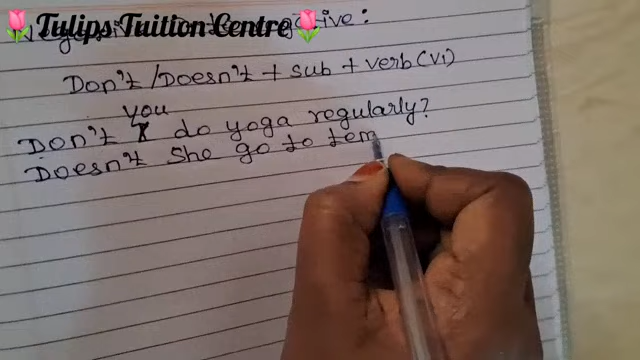 🌷Tulips Tuition Centre🌷
Don't/Doesn't + sub + verb(V1)
you
Don't I do yoga regularly?
Doesn't She go to tem